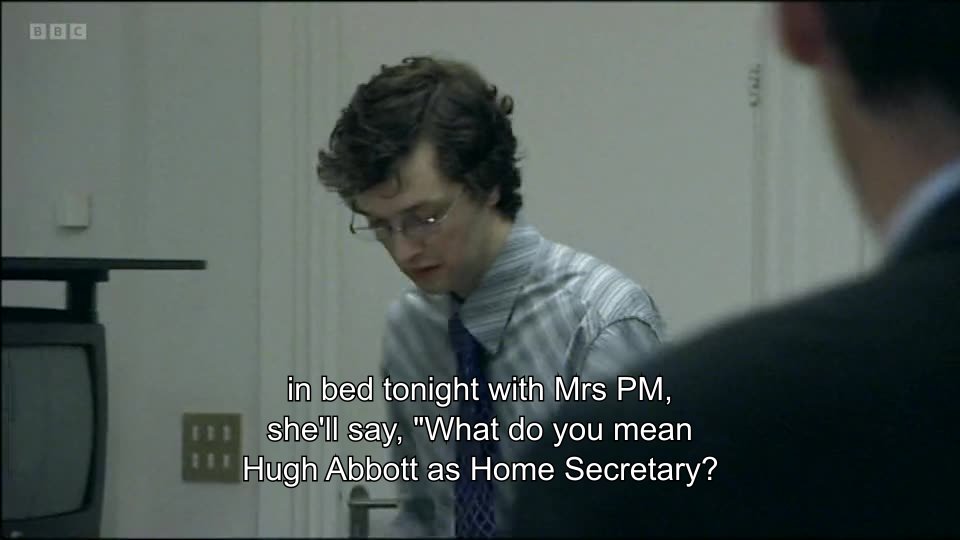 BBC
in bed tonight with Mrs PM,
she'll say, "What do you mean
Hugh Abbott as Home Secretary?